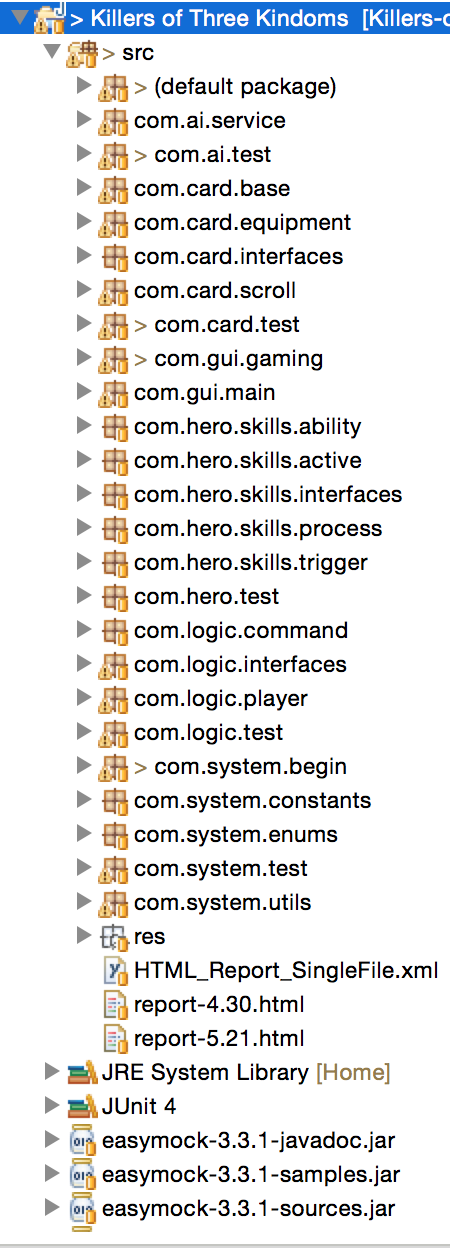 > Killers of Three Kindoms [Killers-c
> src
> (default package)
com.ai.service
> com.ai.test
com.card.base
com.card.equipment
com.card.interfaces
com.card.scroll
> com.card.test
> com.gui.gaming
com.gui.main
com.hero.skills.ability
com.hero.skills.active
com.hero.skills.interfaces
com.hero.skills.process
com.hero.skills.trigger
com.hero.test
com.logic.command
com.logic.interfaces
com.logic.player
com.logic.test
> com.system.begin
com.system.constants
com.system.enums
com.system.test
com.system.utils
res
HTML_Report_SingleFile.xml
report-4.30.html
report-5.21.html
JRE System Library [Home]
JUnit 4
easymock-3.3.1-javadoc.jar
easymock-3.3.1-samples.jar
easymock-3.3.1-sources.jar